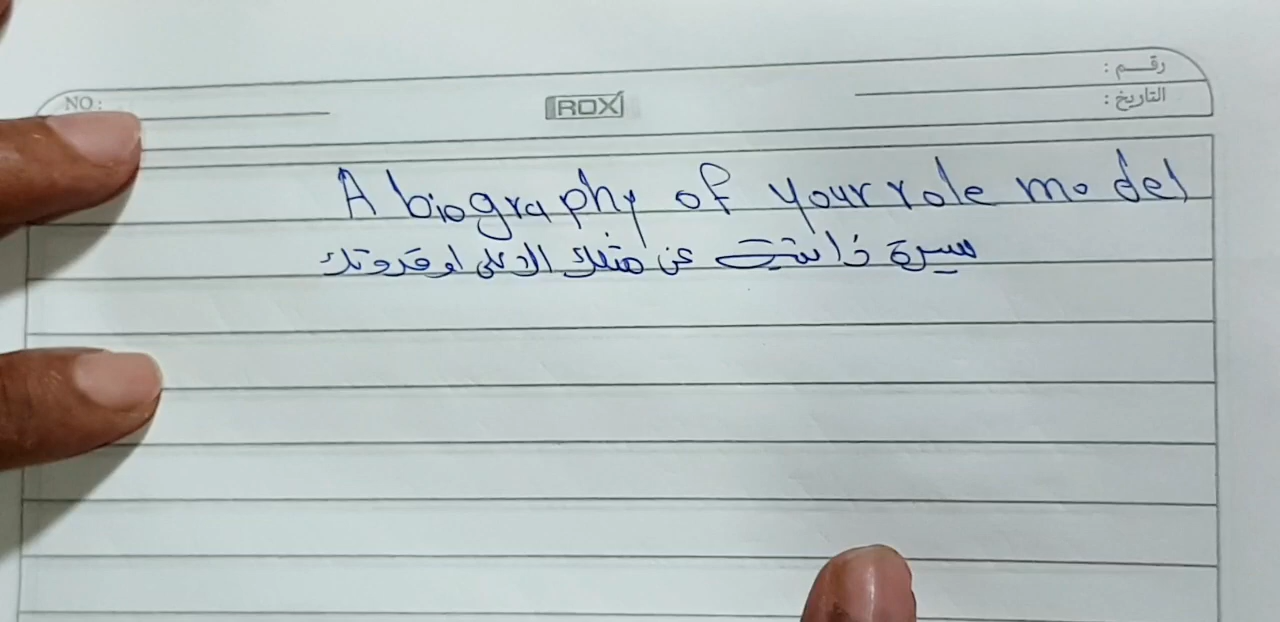 رقم :
NO.: ROX التاريخ :
A biography of your role model
سيرة ذاتية عن مثلك الاعلى او قدوتك